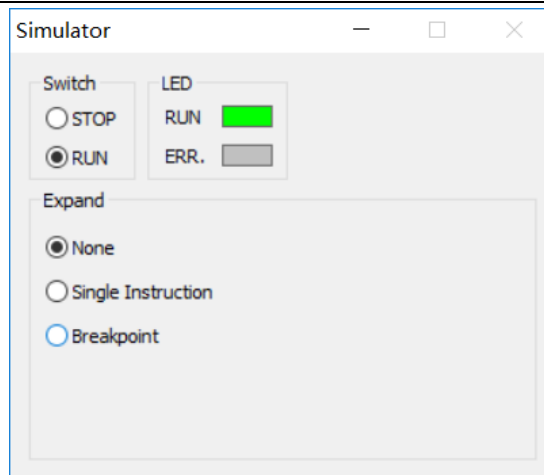 Simulator
Switch
STOP
RUN
LED
RUN
ERR.
Expand
None
Single Instruction
Breakpoint